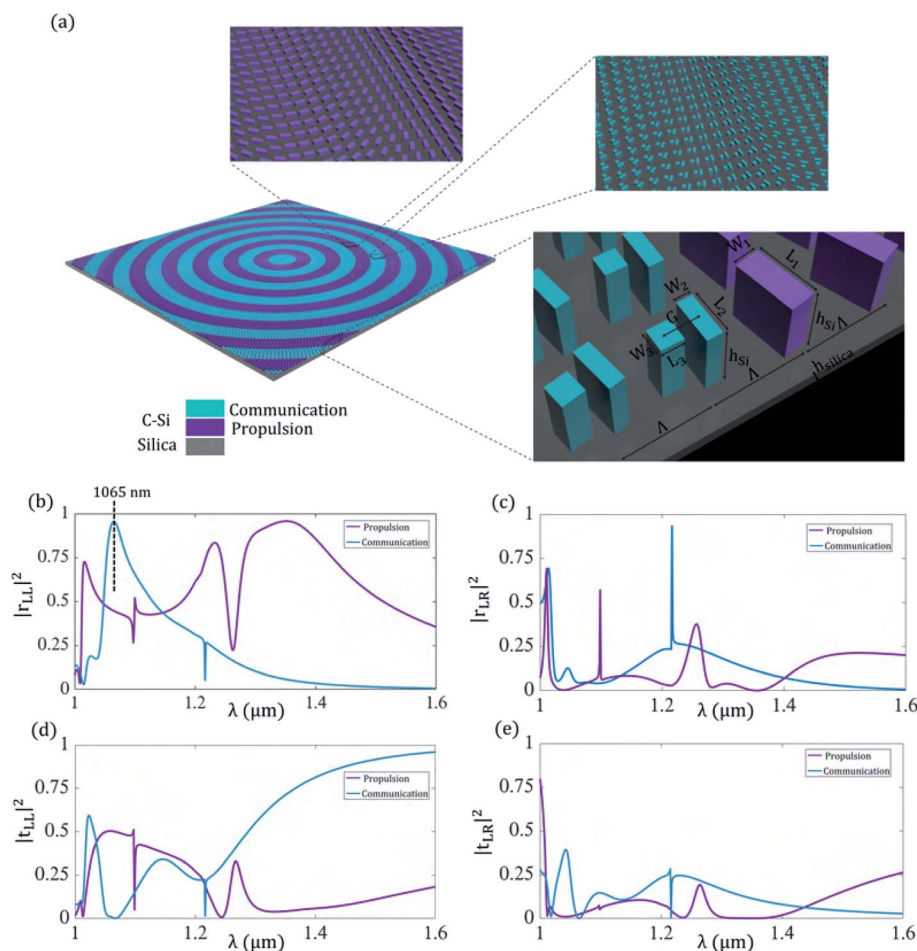 (a)
W₁
L₁
W₂
L₂
G
hSi
Λ
W₃
L₃
hSi
hsilica
Λ
Λ
C-Si
Communication
Propulsion
Silica
(b)
1065 nm
Propulsion
Communication
|rLL|²
1
0.75
0.5
0.25
0
1
1.2
1.4
1.6
λ (μm)
(c)
Propulsion
Communication
|rLR|²
1
0.75
0.5
0.25
0
1
1.2
1.4
1.6
λ (μm)
(d)
Propulsion
Communication
|tLL|²
1
0.75
0.5
0.25
0
1
1.2
1.4
1.6
λ (μm)
(e)
Propulsion
Communication
|tLR|²
1
0.75
0.5
0.25
0
1
1.2
1.4
1.6
λ (μm)